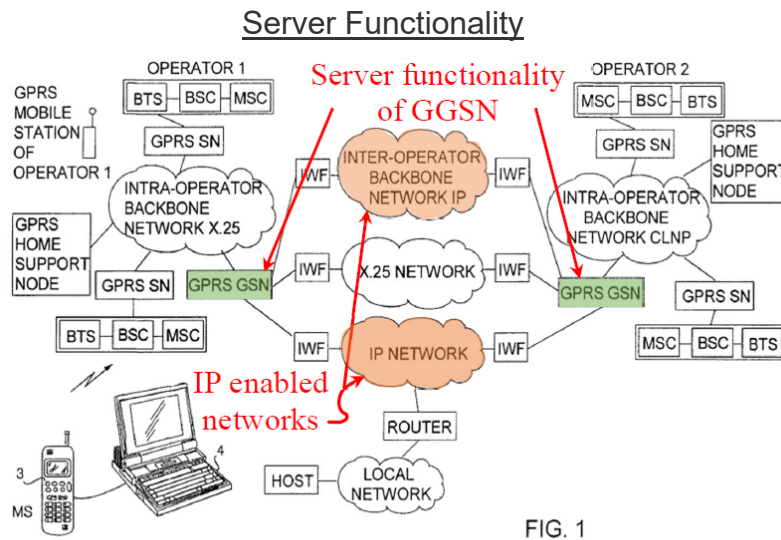 Server Functionality
OPERATOR 1
BTS
BSC
MSC
GPRS
MOBILE
STATION
OF
OPERATOR 1
GPRS SN
INTRA-OPERATOR
BACKBONE
NETWORK X.25
GPRS
HOME
SUPPORT
NODE
GPRS SN
BTS
BSC
MSC
GPRS GSN
Server functionality
of GGSN
IWF
INTER-OPERATOR
BACKBONE
NETWORK IP
IWF
IWF
X.25 NETWORK
IWF
IWF
IP NETWORK
IWF
IP enabled
networks
ROUTER
HOST
LOCAL
NETWORK
OPERATOR 2
MSC
BSC
BTS
GPRS SN
GPRS
HOME
SUPPORT
NODE
INTRA-OPERATOR
BACKBONE
NETWORK CLNP
GPRS GSN
GPRS SN
MSC
BSC
BTS
3
MS
4
FIG. 1